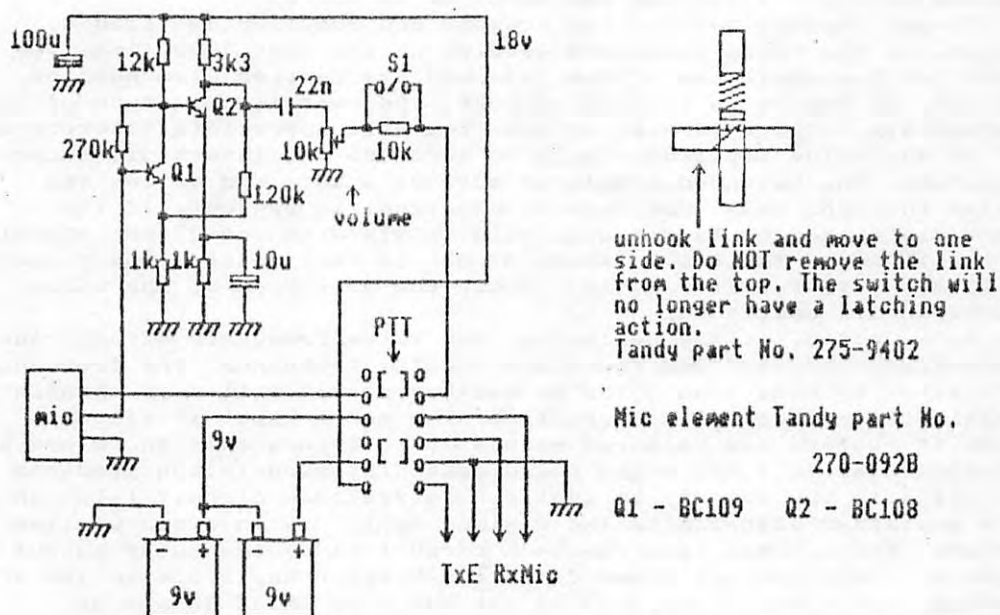 100u
12k
3k3
18v
S1
22n
Q2
270k
10k
10k
Q1
120k
volume
1k
1k
10u
unhook link and move to one
side. Do NOT remove the link
from the top. The switch will
no longer have a latching
action.
Tandy part No. 275-9402
PTT
mic
9v
Mic element Tandy part No.
270-092B
Q1 - BC109 Q2 - BC108
+
+
9v
9v
TxE RxMic